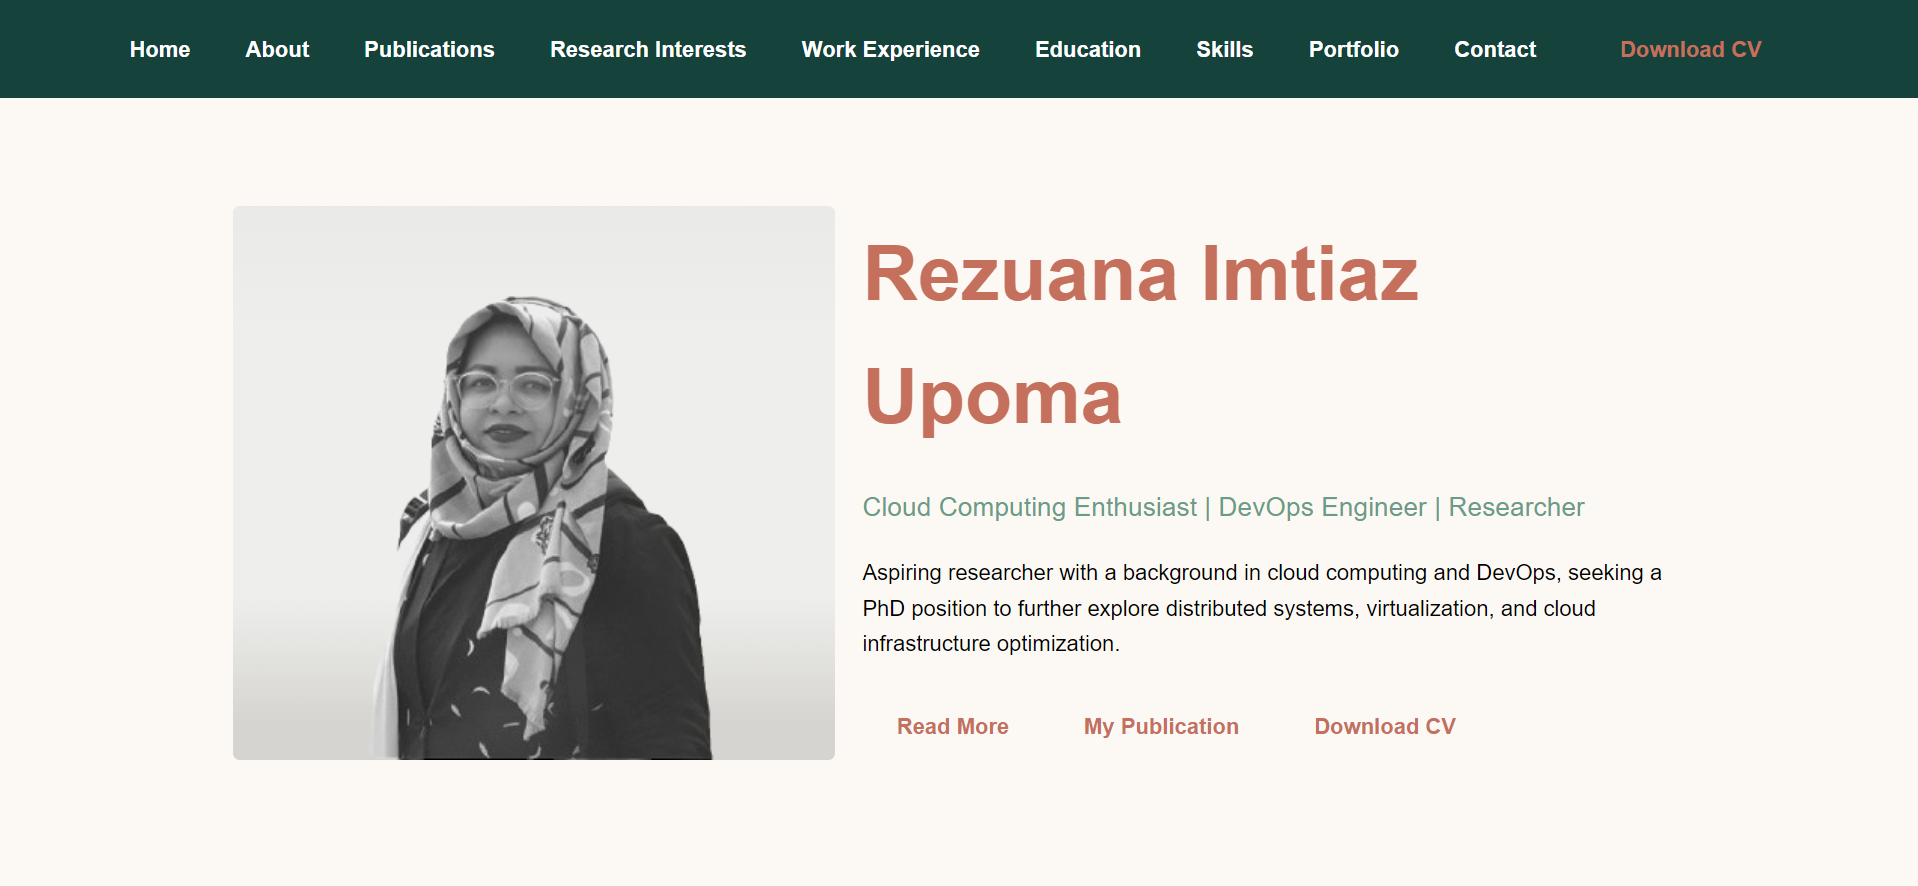 Home About Publications Research Interests Work Experience Education Skills Portfolio Contact Download CV
Rezuana Imtiaz
Upoma
Cloud Computing Enthusiast | DevOps Engineer | Researcher
Aspiring researcher with a background in cloud computing and DevOps, seeking a
PhD position to further explore distributed systems, virtualization, and cloud
infrastructure optimization.
Read More My Publication Download CV